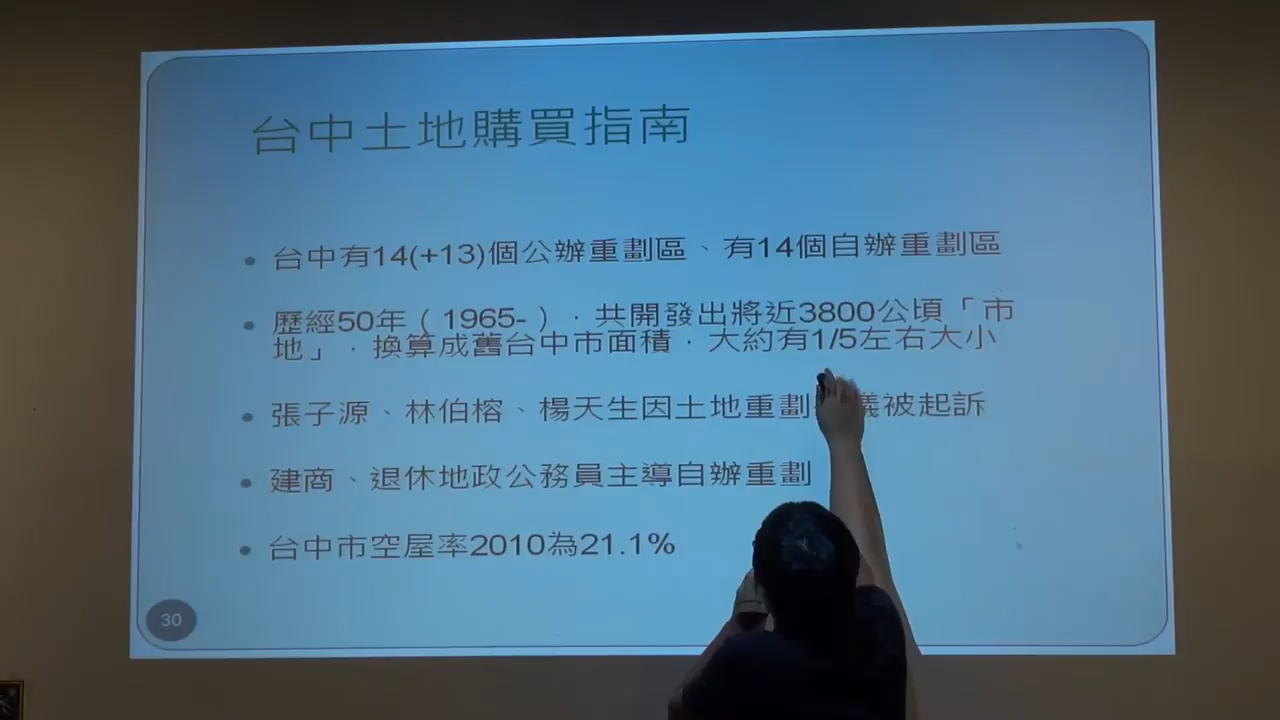 台中土地購買指南
• 台中有14(+13)個公辦重劃區、有14個自辦重劃區
• 歷經50年（1965-），共開發出將近3800公頃「市
地」，換算成舊台中市面積，大約有1/5左右大小
• 張子源、林伯榕、楊天生因土地重劃 議被起訴
• 建商、退休地政公務員主導自辦重劃
• 台中市空屋率2010為21.1%
30